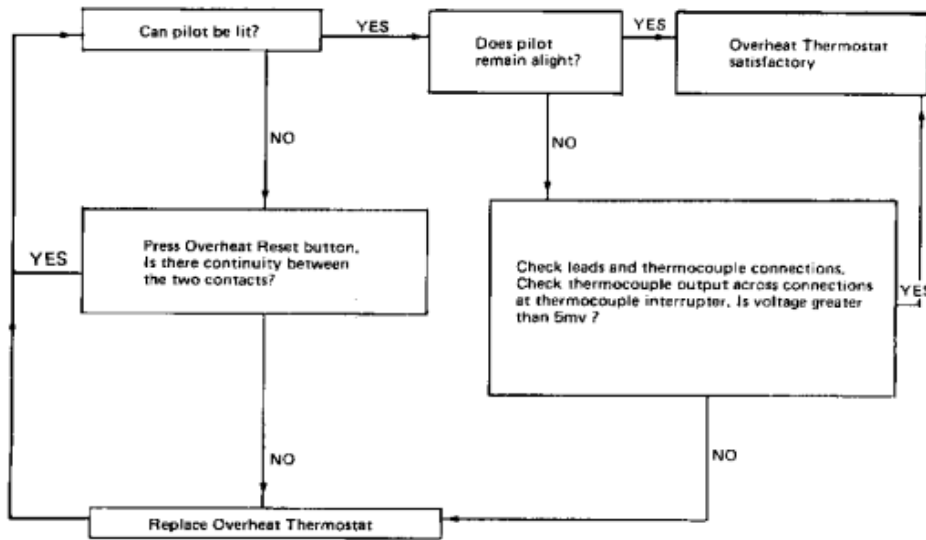 Can pilot be lit?
YES
Does pilot
remain alight?
YES
Overheat Thermostat
satisfactory
NO
NO
YES
Press Overheat Reset button.
Is there continuity between
the two contacts?
Check leads and thermocouple connections.
Check thermocouple output across connections
at thermocouple interrupter. Is voltage greater
than 5mv ?
YES
NO
NO
Replace Overheat Thermostat